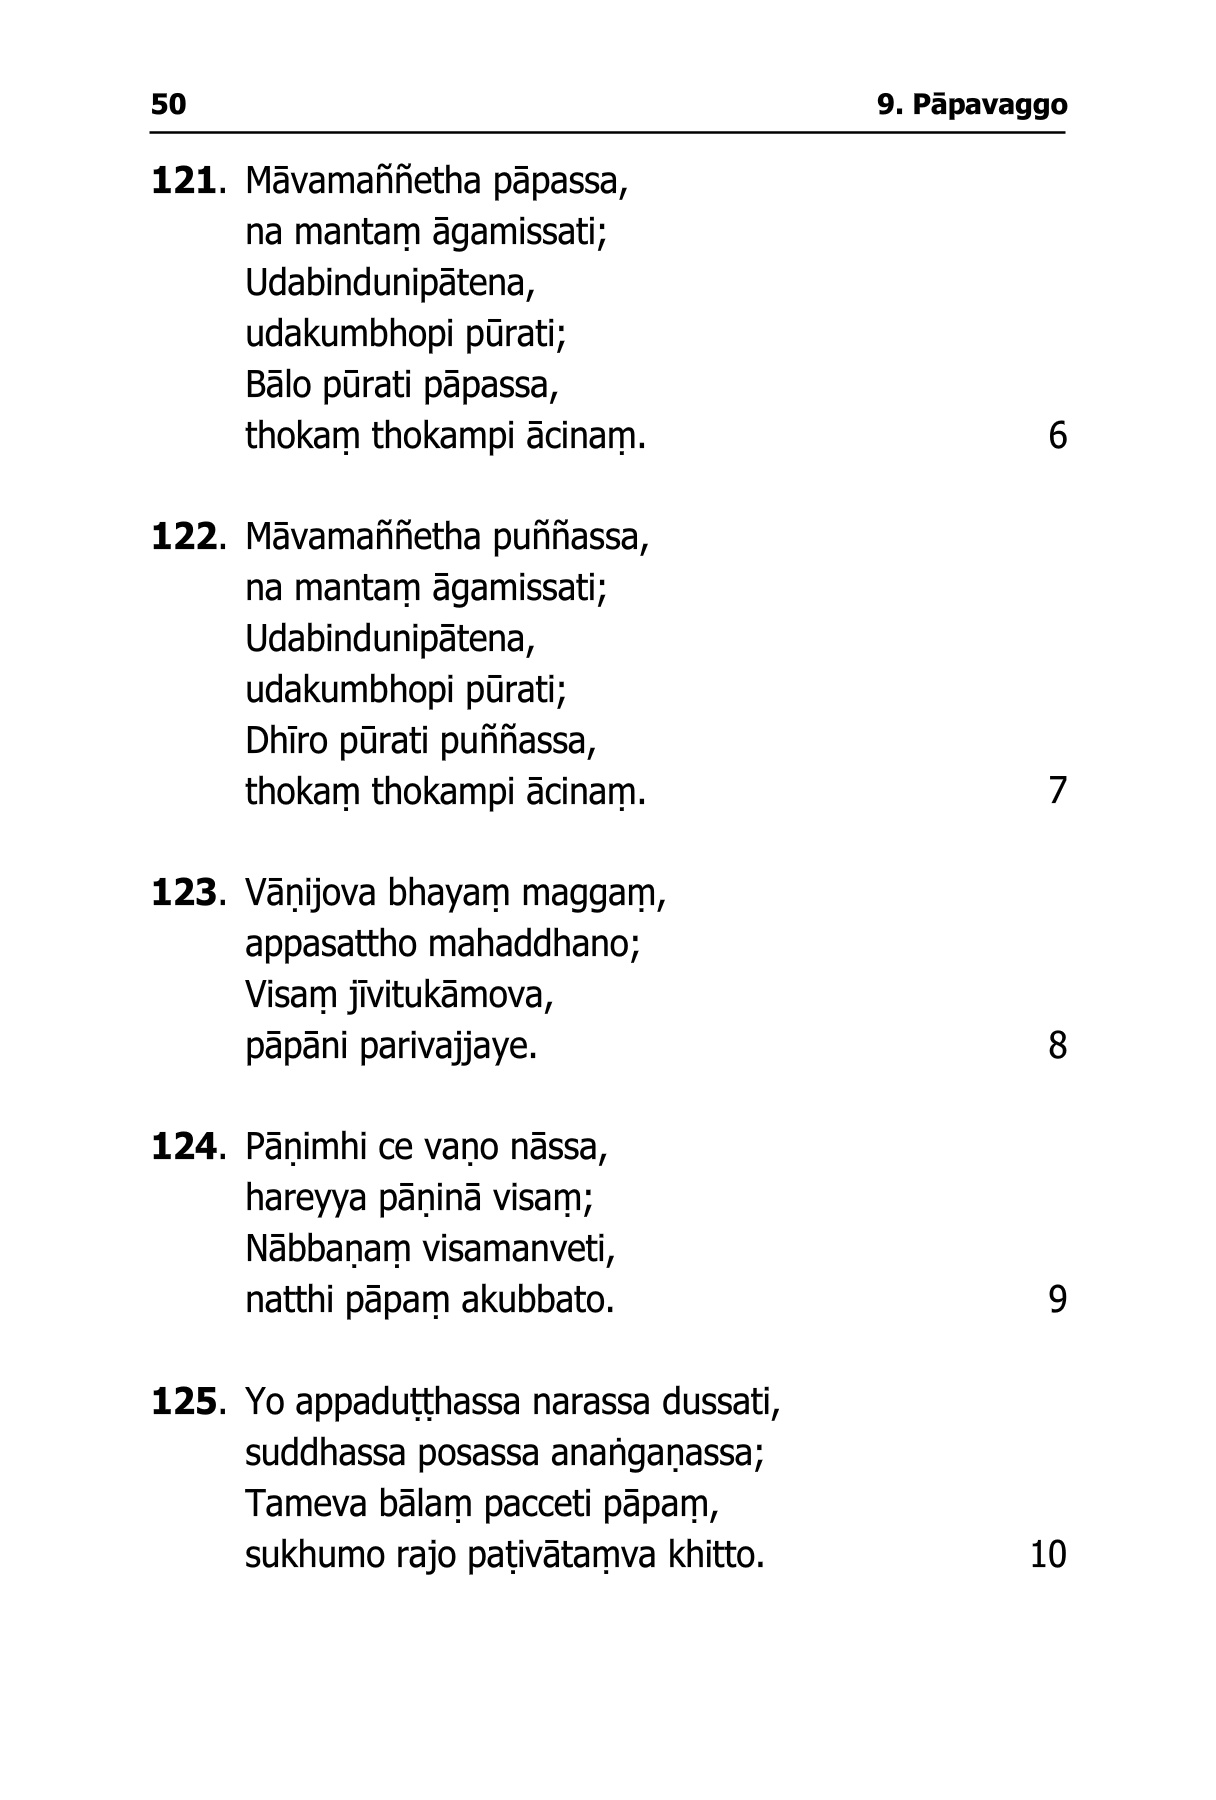 50 9. Pāpavaggo
121. Māvamaññetha pāpassa,
na mantaṃ āgamissati;
Udabindunipātena,
udakumbhopi pūrati;
Bālo pūrati pāpassa,
thokaṃ thokampi ācinaṃ. 6
122. Māvamaññetha puññassa,
na mantaṃ āgamissati;
Udabindunipātena,
udakumbhopi pūrati;
Dhīro pūrati puññassa,
thokaṃ thokampi ācinaṃ. 7
123. Vāṇijova bhayaṃ maggaṃ,
appasattho mahaddhano;
Visaṃ jīvitukāmova,
pāpāni parivajjaye. 8
124. Pāṇimhi ce vaṇo nāssa,
hareyya pāṇinā visaṃ;
Nābbaṇaṃ visamanveti,
natthi pāpaṃ akubbato. 9
125. Yo appaduṭṭhassa narassa dussati,
suddhassa posassa anaṅgaṇassa;
Tameva bālaṃ pacceti pāpaṃ,
sukhumo rajo paṭivātaṃva khitto. 10